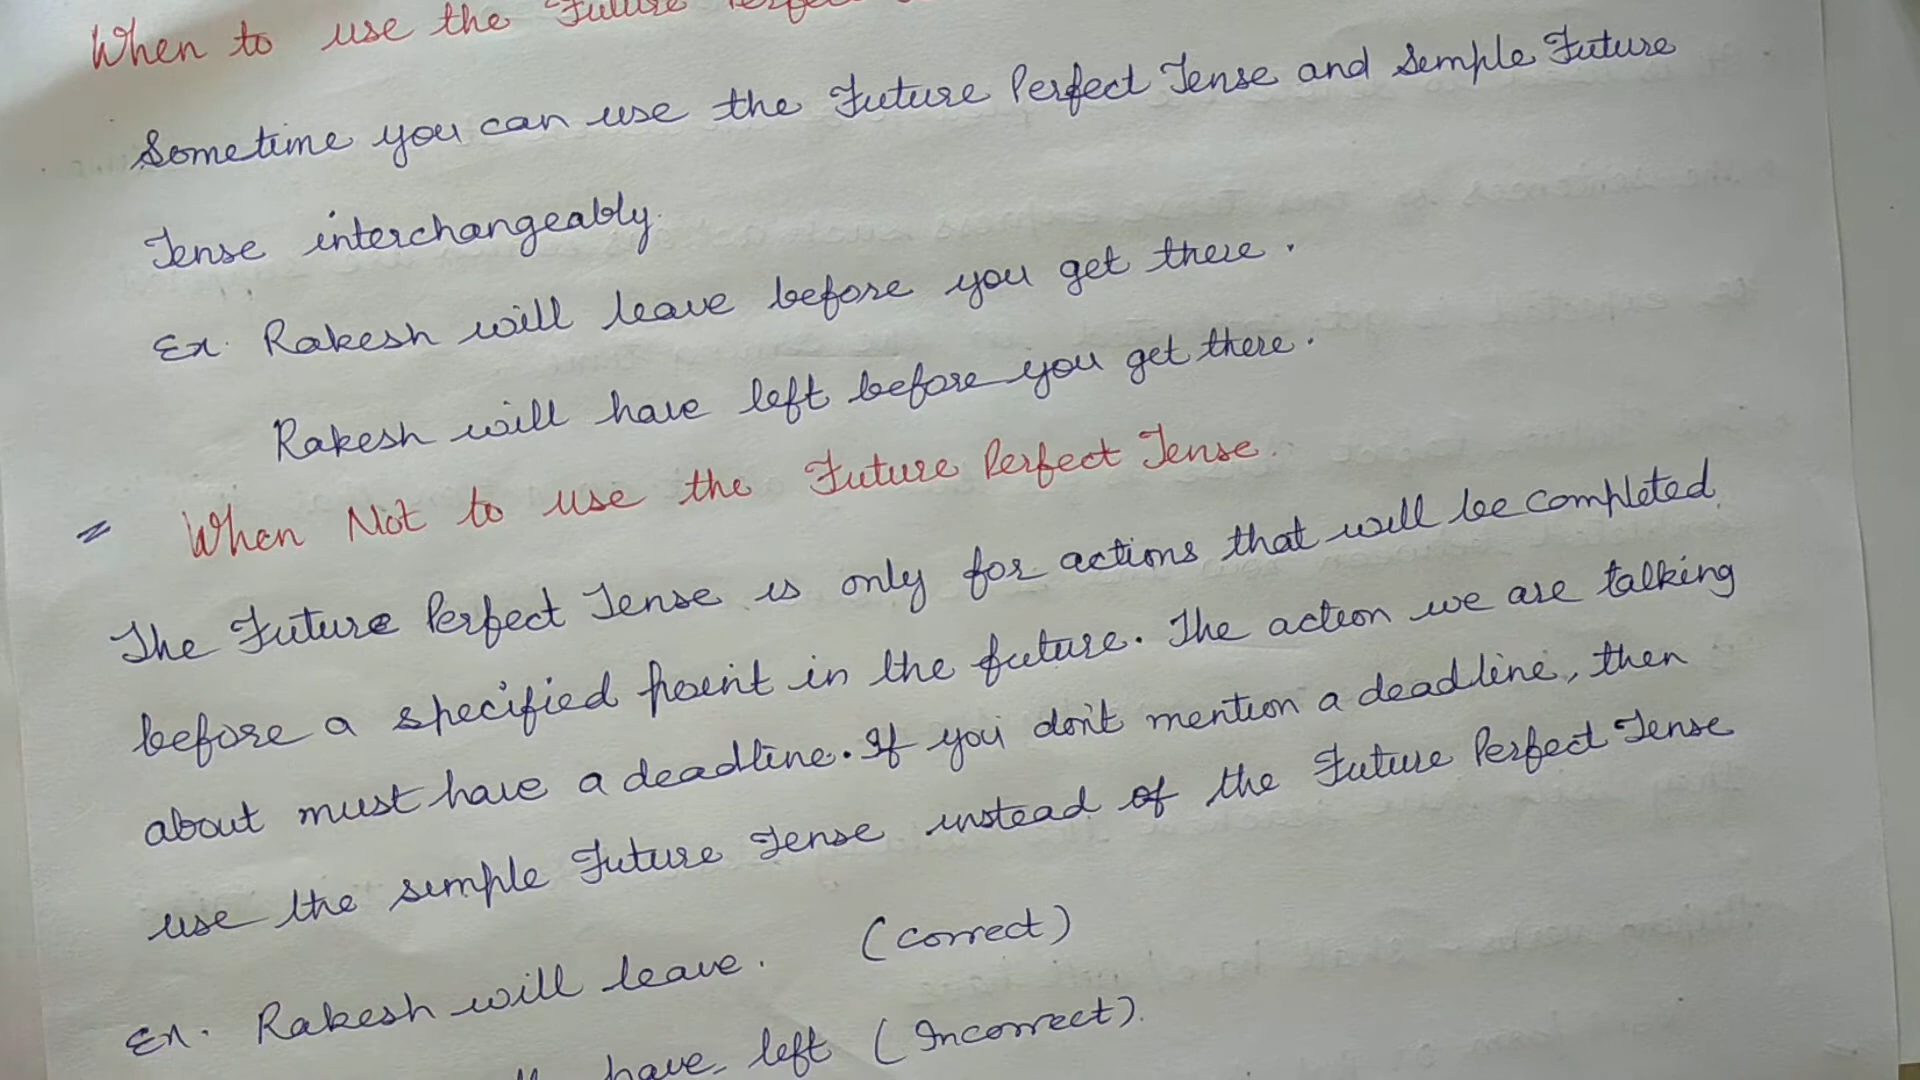 When to use the Future Perfect
Sometime you can use the Future Perfect Tense and Simple Future
Tense interchangeably.
Ex. Rakesh will leave before you get there.
Rakesh will have left before you get there.
= When Not to use the Future Perfect Tense.
The Future Perfect Tense is only for actions that will be completed
before a specified point in the future. The action we are talking
about must have a deadline. If you don't mention a deadline, then
use the simple Future Tense instead of the Future Perfect Tense
Ex. Rakesh will leave. (correct)
have left (Incorrect).